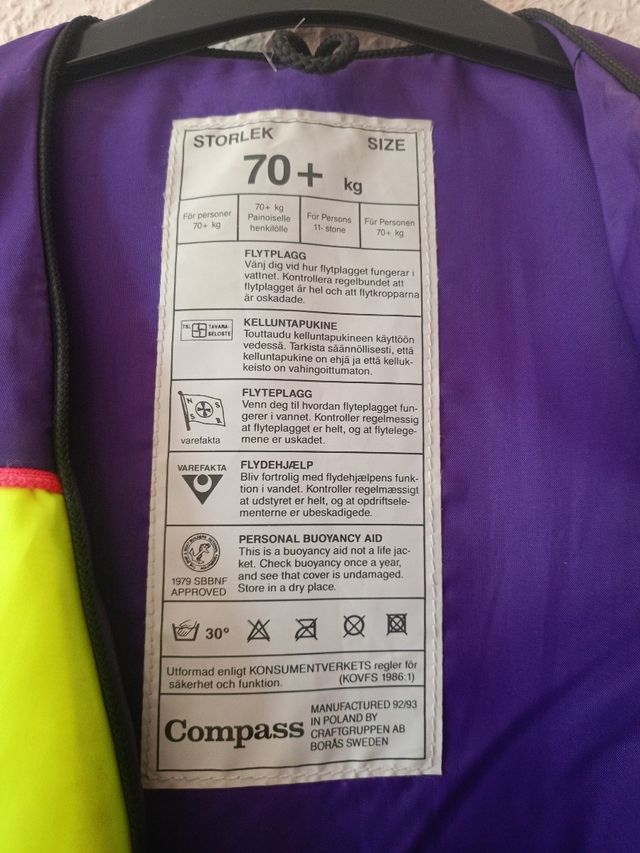 STORLEK SIZE
70+ kg
För personer
70+ kg
70+ kg
Painoiselle
henkilölle
For Persons
11- stone
Für Personen
70+ kg
FLYTPLAGG
Vänj dig vid hur flytplagget fungerar i
vattnet. Kontrollera regelbundet att
flytplagget är hel och att flytkropparna
är oskadade.
TSL TAVARA-
SELOSTE
KELLUNTAPUKINE
Touttaudu kelluntapukineen käyttöön
vedessä. Tarkista säännöllisesti, että
kelluntapukine on ehjä ja että kelluk-
keisto on vahingoittumaton.
N S
S R
varefakta
FLYTEPLAGG
Venn deg til hvordan flyteplagget fun-
gerer i vannet. Kontroller regelmessig
at flyteplagget er helt, og at flytelege-
mene er uskadet.
VAREFAKTA
FLYDEHJÆLP
Bliv fortrolig med flydehjælpens funk-
tion i vandet. Kontroller regelmæssigt
at udstyret er helt, og at opdriftsele-
menterne er ubeskadigede.
1979 SBBNF
APPROVED
PERSONAL BUOYANCY AID
This is a buoyancy aid not a life jac-
ket. Check buoyancy once a year,
and see that cover is undamaged.
Store in a dry place.
30°
Utformad enligt KONSUMENTVERKETS regler för
säkerhet och funktion. (KOVFS 1986:1)
Compass
MANUFACTURED 92/93
IN POLAND BY
CRAFTGRUPPEN AB
BORÅS SWEDEN